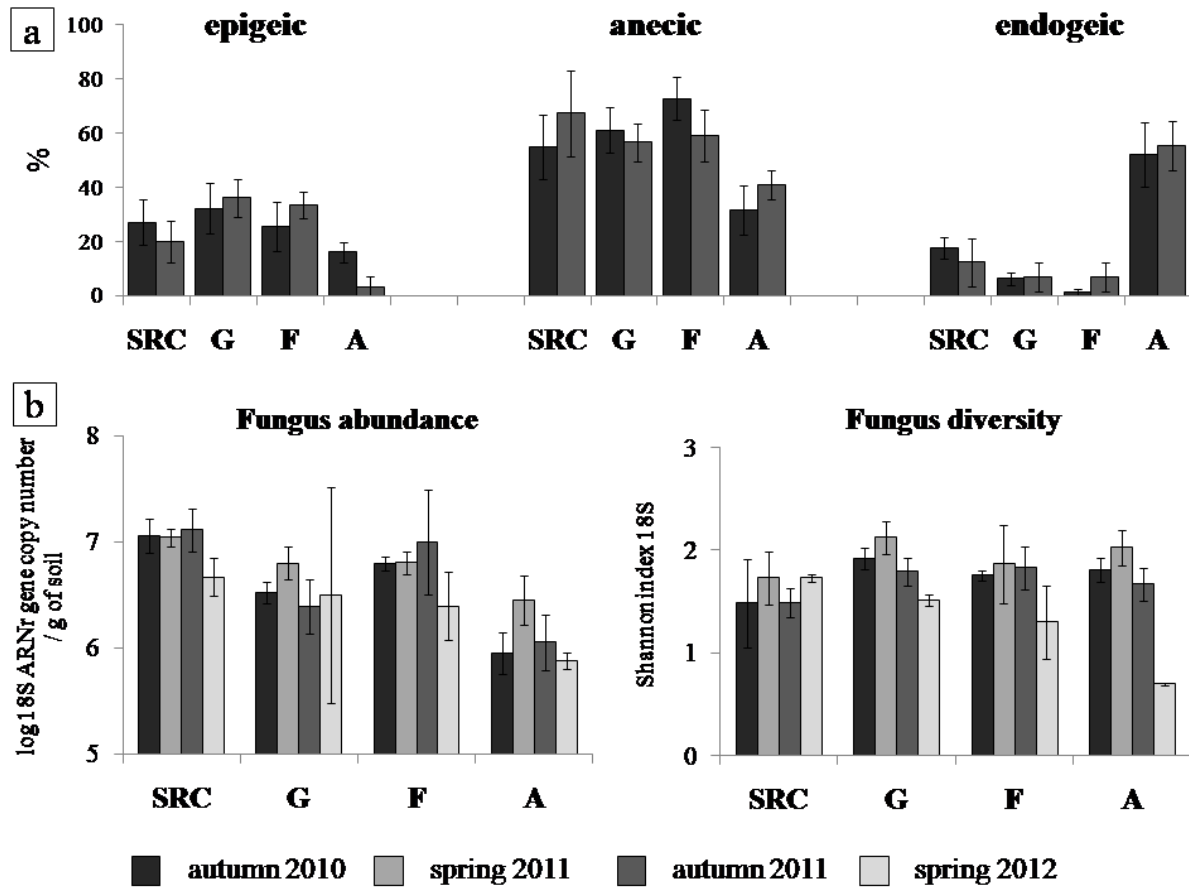 a
epigeic anecic endogeic
100
80
60
40
20
0
%
SRC G F A SRC G F A SRC G F A
b
Fungus abundance
log 18S ARNr gene copy number
/ g of soil
8
7
6
5
SRC G F A
Fungus diversity
Shannon index 18S
3
2
1
0
SRC G F A
autumn 2010 spring 2011 autumn 2011 spring 2012